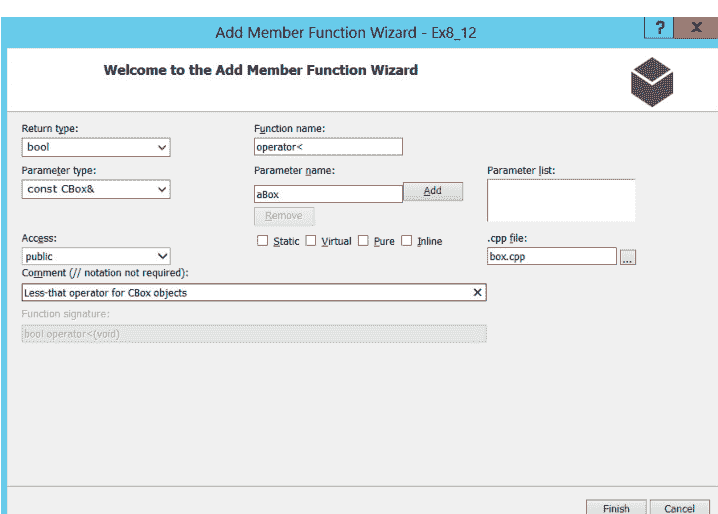 Add Member Function Wizard - Ex8_12
? X
Welcome to the Add Member Function Wizard
Return type:
Function name:
bool
operator<
Parameter type:
Parameter name:
Parameter list:
const CBox&
aBox
Add
Remove
Access:
Static Virtual Pure Inline
.cpp file:
public
box.cpp
...
Comment (// notation not required):
Less-that operator for CBox objects
Function signature:
bool operator<(void)
Finish
Cancel